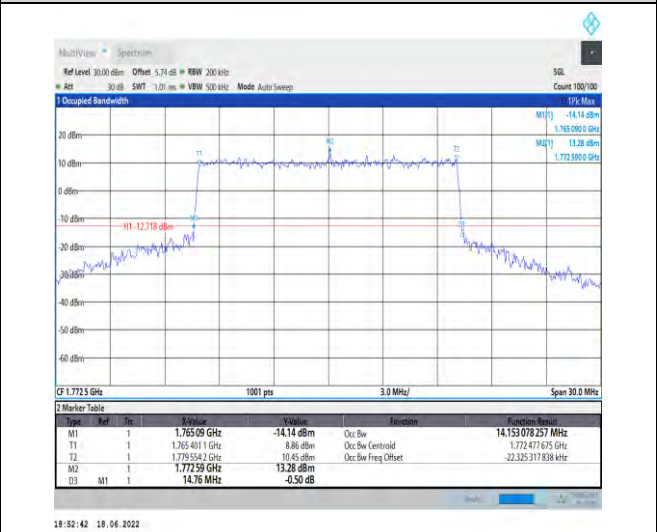 MultiView Spectrum
Ref Level 30.00 dBm Offset 5.74 dB RBW 200 kHz SGL
Att 30 dB SWT 1.01 ms VBW 500 kHz Mode Auto Sweep Count 100/100
1 Occupied Bandwidth 1Pk Max
M1[1] -14.14 dBm
1.765 090 0 GHz
M2[1] 13.28 dBm
1.772 590 0 GHz
20 dBm
T1 M2 T2
10 dBm
0 dBm
-10 dBm
H1 -12.718 dBm
-20 dBm
-30 dBm
-40 dBm
-50 dBm
-60 dBm
CF 1.772 5 GHz 1001 pts 3.0 MHz/ Span 30.0 MHz
2 Marker Table
Type Ref Trc X-Value Y-Value Function Function Result
M1 1 1.765 09 GHz -14.14 dBm Occ Bw 14.153 078 257 MHz
T1 1 1.765 401 1 GHz 8.86 dBm Occ Bw Centroid 1.772 477 675 GHz
T2 1 1.779 554 2 GHz 10.45 dBm Occ Bw Freq Offset -22.325 317 838 kHz
M2 1 1.772 59 GHz 13.28 dBm
D3 M1 1 14.76 MHz -0.50 dB
18:52:42 18.06.2022